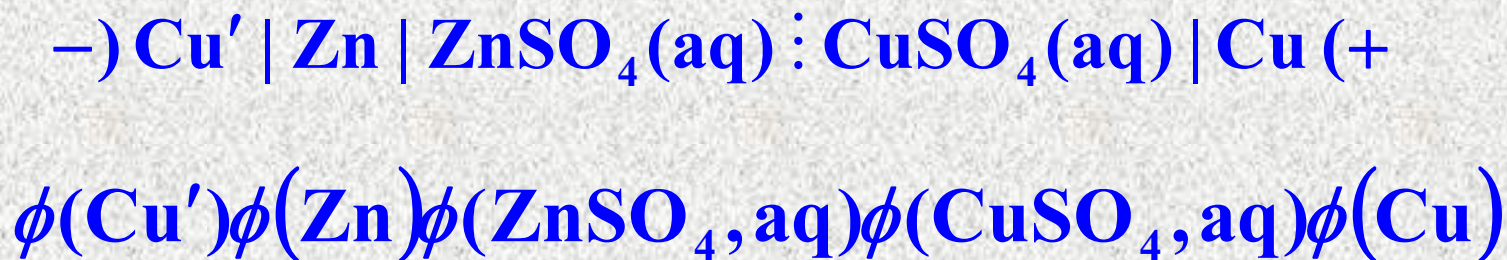 −) Cu′ | Zn | ZnSO₄(aq) ⋮ CuSO₄(aq) | Cu (+
ϕ(Cu′)ϕ(Zn)ϕ(ZnSO₄,aq)ϕ(CuSO₄,aq)ϕ(Cu)